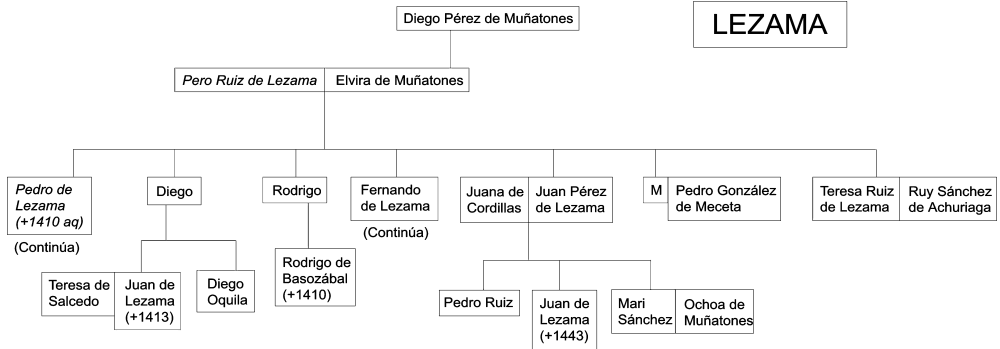 Diego Pérez de Muñatones
LEZAMA
Pero Ruiz de Lezama
Elvira de Muñatones
Pedro de
Lezama
(+1410 aq)
(Continúa)
Diego
Rodrigo
Fernando
de Lezama
(Continúa)
Juana de
Cordillas
Juan Pérez
de Lezama
M
Pedro González
de Meceta
Teresa Ruiz
de Lezama
Ruy Sánchez
de Achuriaga
Teresa de
Salcedo
Juan de
Lezama
(+1413)
Diego
Oquila
Rodrigo de
Basozábal
(+1410)
Pedro Ruiz
Juan de
Lezama
(+1443)
Mari
Sánchez
Ochoa de
Muñatones